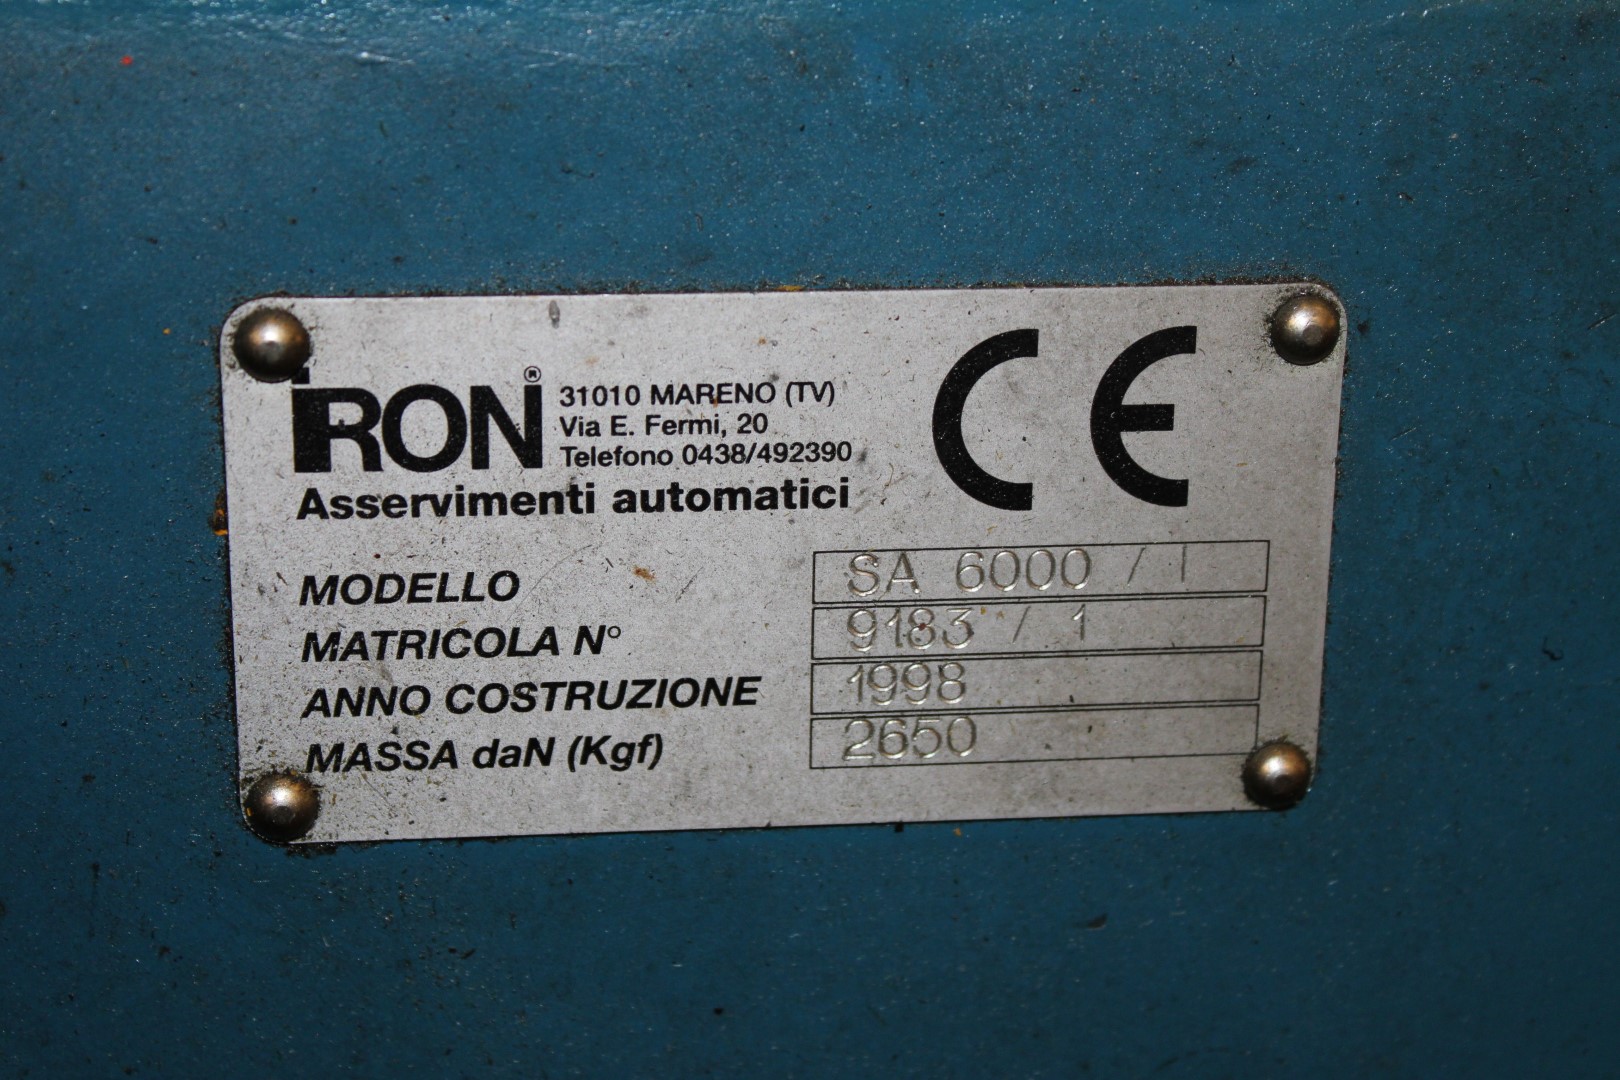 IRON®
31010 MARENO (TV)
Via E. Fermi, 20
Telefono 0438/492390
Asservimenti automatici
CE
MODELLO SA 6000 / I
MATRICOLA N° 9183 / 1
ANNO COSTRUZIONE 1998
MASSA daN (Kgf) 2650